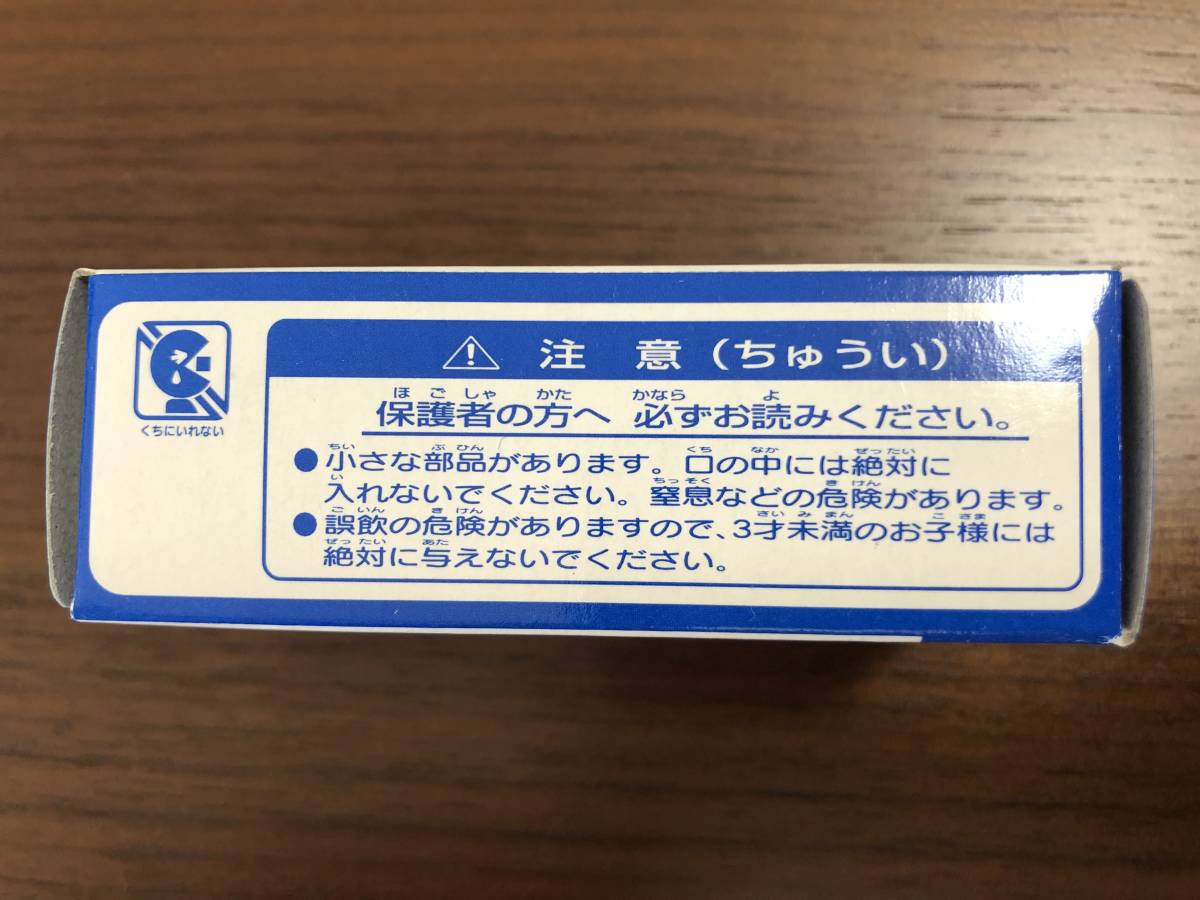 くちにいれない
注意(ちゅうい)
ほごしゃ かた かなら よ
保護者の方へ 必ずお読みください。
ちい ぶひん くち なか ぜったい
●小さな部品があります。口の中には絶対に
い ちっそく きけん
入れないでください。窒息などの危険があります。
ごいん きけん さいみまん こさま
●誤飲の危険がありますので、3才未満のお子様には
ぜったい あた
絶対に与えないでください。